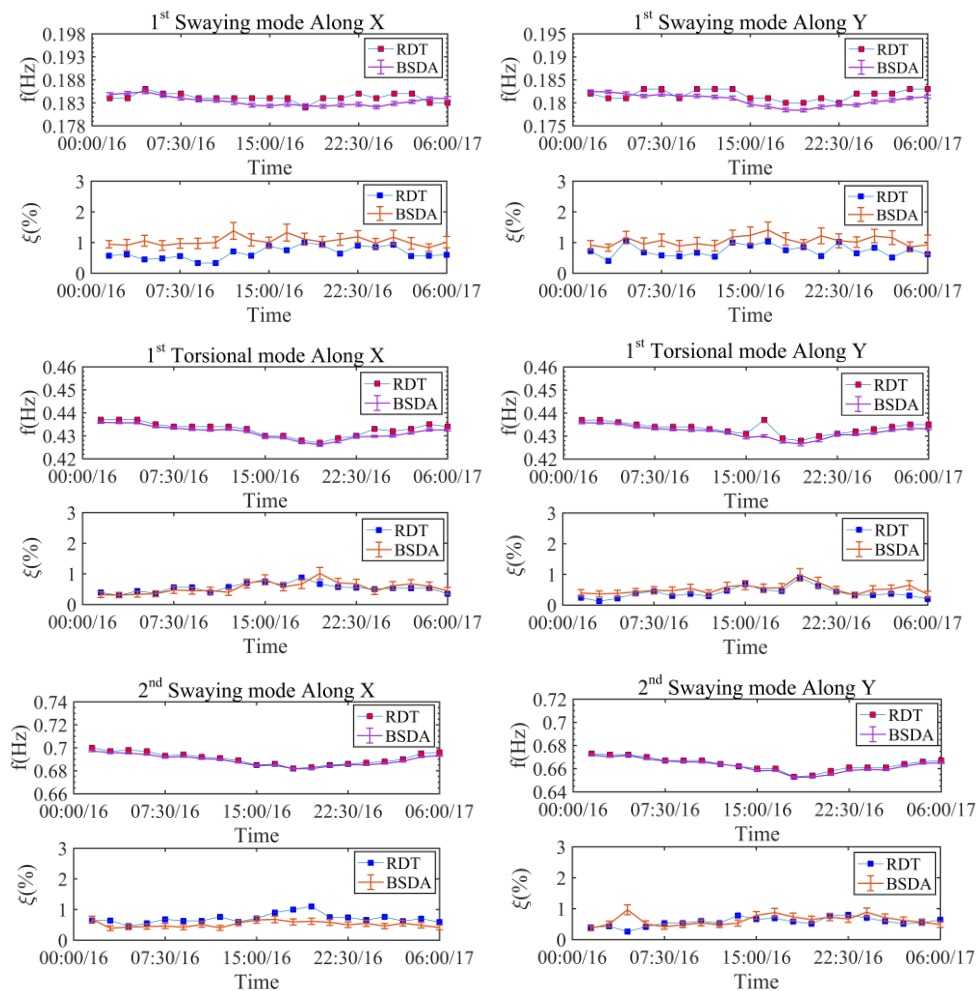 1st Swaying mode Along X
0.198
0.193
0.188
0.183
0.178
f(Hz)
RDT
BSDA
00:00/16 07:30/16 15:00/16 22:30/16 06:00/17
Time
3
2
1
0
ξ(%)
RDT
BSDA
00:00/16 07:30/16 15:00/16 22:30/16 06:00/17
Time
1st Swaying mode Along Y
0.195
0.19
0.185
0.18
0.175
f(Hz)
RDT
BSDA
00:00/16 07:30/16 15:00/16 22:30/16 06:00/17
Time
3
2
1
0
ξ(%)
RDT
BSDA
00:00/16 07:30/16 15:00/16 22:30/16 06:00/17
Time
1st Torsional mode Along X
0.46
0.45
0.44
0.43
0.42
f(Hz)
RDT
BSDA
00:00/16 07:30/16 15:00/16 22:30/16 06:00/17
Time
3
2
1
0
ξ(%)
RDT
BSDA
00:00/16 07:30/16 15:00/16 22:30/16 06:00/17
Time
1st Torsional mode Along Y
0.46
0.45
0.44
0.43
0.42
f(Hz)
RDT
BSDA
00:00/16 07:30/16 15:00/16 22:30/16 06:00/17
Time
3
2
1
0
ξ(%)
RDT
BSDA
00:00/16 07:30/16 15:00/16 22:30/16 06:00/17
Time
2nd Swaying mode Along X
0.74
0.72
0.7
0.68
0.66
f(Hz)
RDT
BSDA
00:00/16 07:30/16 15:00/16 22:30/16 06:00/17
Time
3
2
1
0
ξ(%)
RDT
BSDA
00:00/16 07:30/16 15:00/16 22:30/16 06:00/17
Time
2nd Swaying mode Along Y
0.72
0.7
0.68
0.66
0.64
f(Hz)
RDT
BSDA
00:00/16 07:30/16 15:00/16 22:30/16 06:00/17
Time
3
2
1
0
ξ(%)
RDT
BSDA
00:00/16 07:30/16 15:00/16 22:30/16 06:00/17
Time